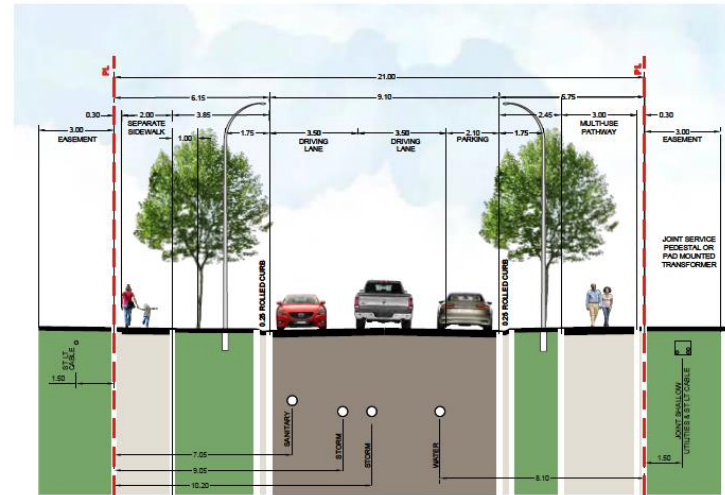 PL
PL
21.00
6.15
9.10
5.75
0.30
2.00
3.85
2.45
3.00
0.30
3.00
EASEMENT
SEPARATE
SIDEWALK
1.00
1.75
3.50
DRIVING
LANE
3.50
DRIVING
LANE
2.10
PARKING
1.75
MULTI-USE
PATHWAY
3.00
EASEMENT
JOINT SERVICE
PEDESTAL OR
PAD MOUNTED
TRANSFORMER
0.25 ROLLED CURB
0.25 ROLLED CURB
ST LT
CABLE
1.50
SANITARY
STORM
STORM
WATER
JOINT SHALLOW
UTILITIES & ST LT CABLE
1.50
7.05
9.05
10.20
8.10